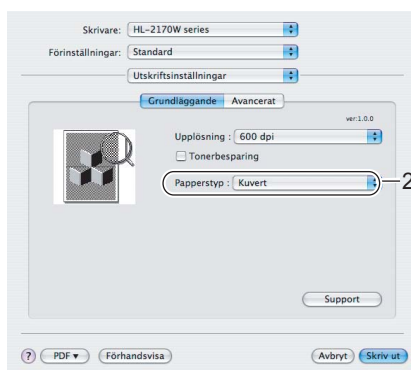 Skrivare: HL-2170W series
Förinställningar: Standard
Utskriftsinställningar
Grundläggande Avancerat
ver:1.0.0
Upplösning : 600 dpi
Tonerbesparing
Papperstyp : Kuvert 2
Support
? PDF ▼ Förhandsvisa Avbryt Skriv ut